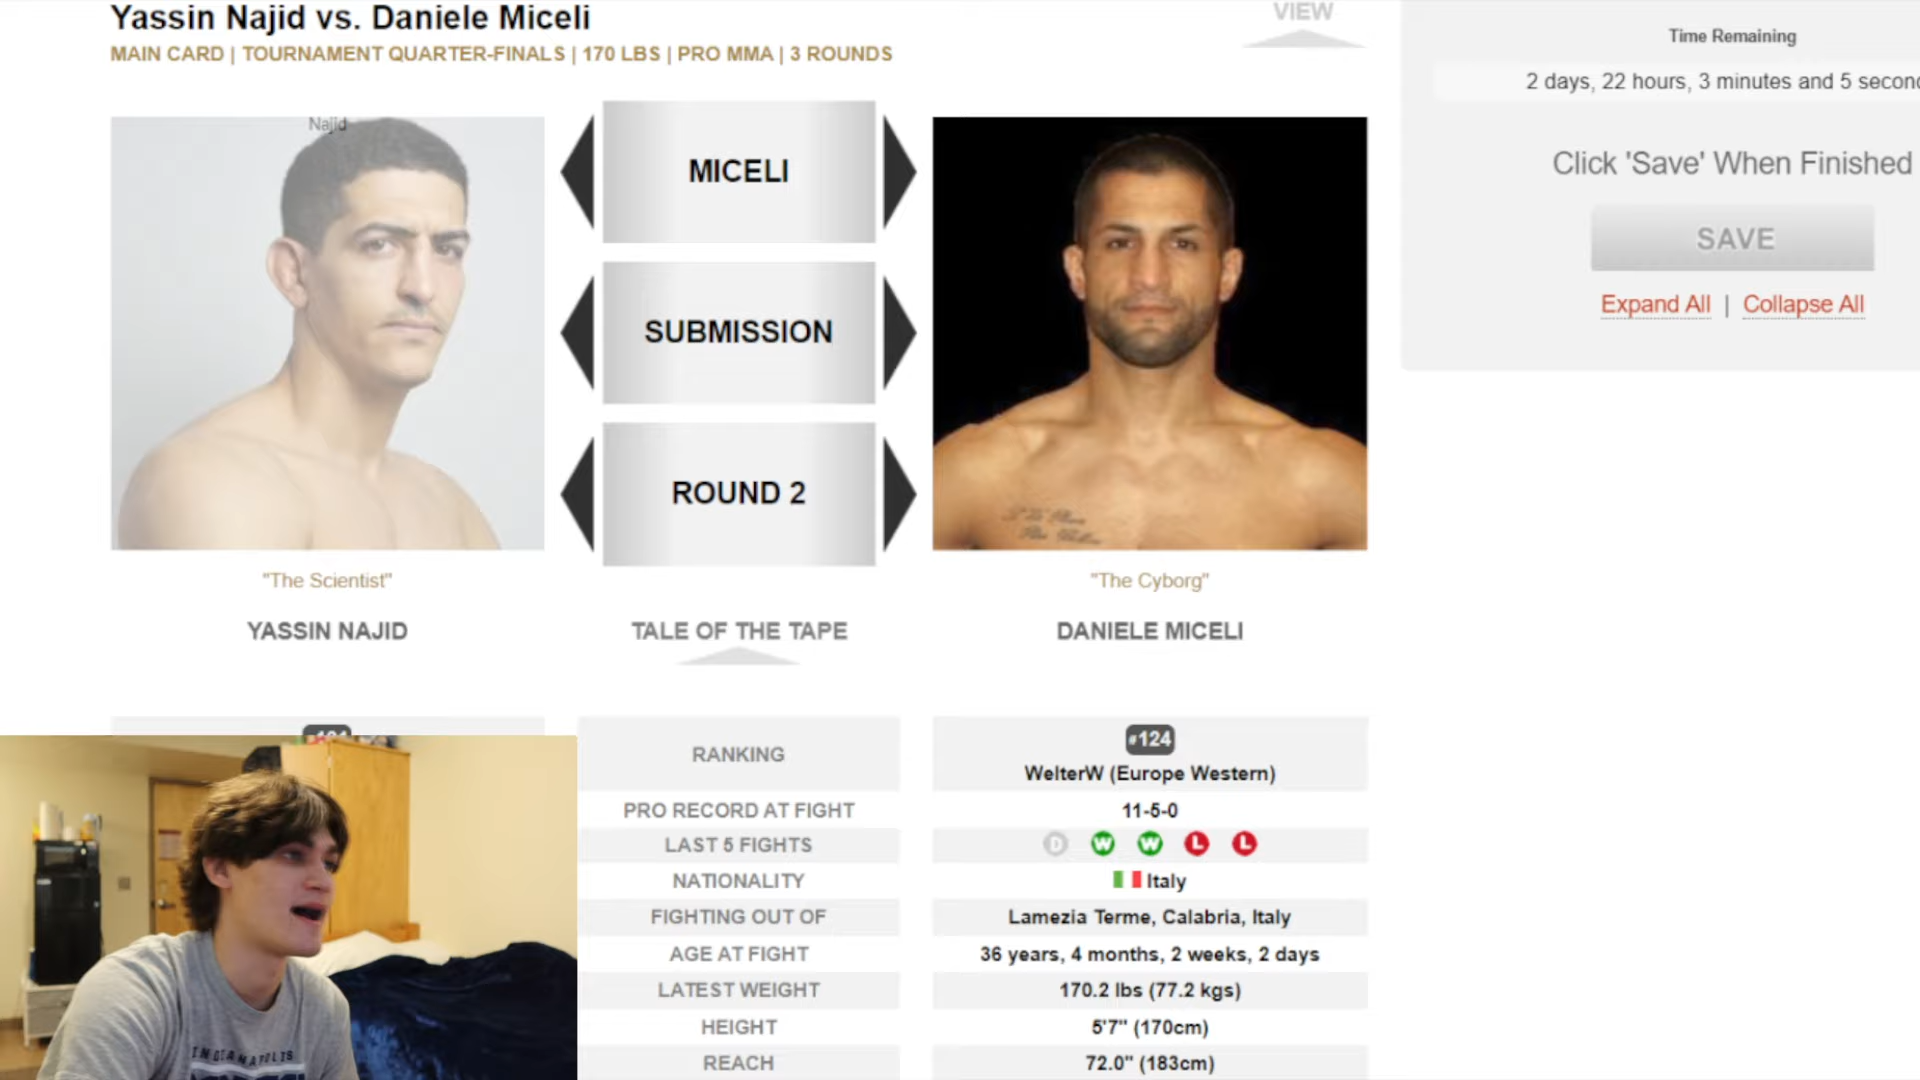 Yassin Najid vs. Daniele Miceli
MAIN CARD | TOURNAMENT QUARTER-FINALS | 170 LBS | PRO MMA | 3 ROUNDS
VIEW
Time Remaining
2 days, 22 hours, 3 minutes and 5 secon
Click 'Save' When Finished
SAVE
Expand All | Collapse All
Najid
MICELI
SUBMISSION
ROUND 2
"The Scientist"
"The Cyborg"
YASSIN NAJID
TALE OF THE TAPE
DANIELE MICELI
RANKING
#124
WelterW (Europe Western)
PRO RECORD AT FIGHT
11-5-0
LAST 5 FIGHTS
D W W L L
NATIONALITY
Italy
FIGHTING OUT OF
Lamezia Terme, Calabria, Italy
AGE AT FIGHT
36 years, 4 months, 2 weeks, 2 days
LATEST WEIGHT
170.2 lbs (77.2 kgs)
HEIGHT
5'7" (170cm)
REACH
72.0" (183cm)
INDIANAPOLIS